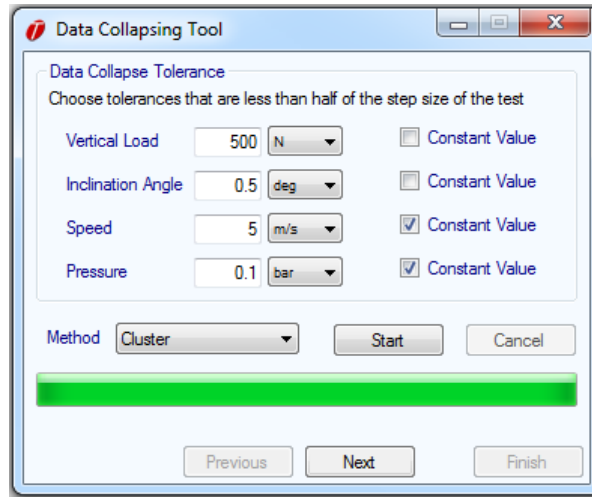 Data Collapsing Tool
Data Collapse Tolerance
Choose tolerances that are less than half of the step size of the test
Vertical Load 500 N Constant Value
Inclination Angle 0.5 deg Constant Value
Speed 5 m/s Constant Value
Pressure 0.1 bar Constant Value
Method Cluster Start Cancel
Previous Next Finish